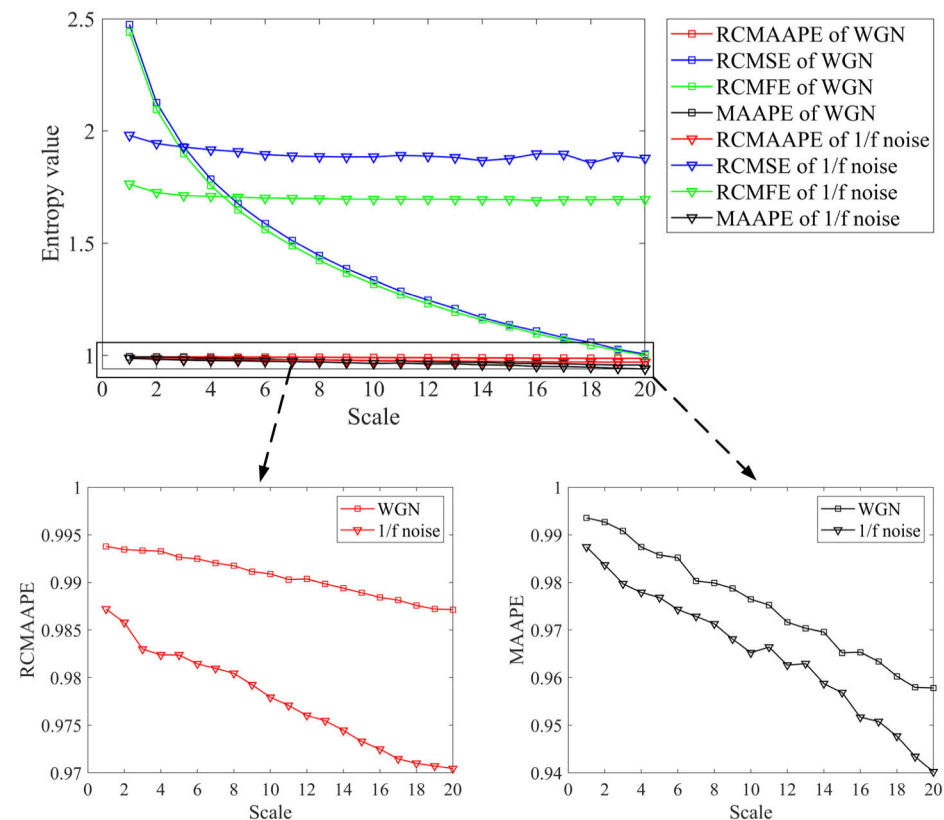 2.5
2
1.5
1
Entropy value
0 2 4 6 8 10 12 14 16 18 20
Scale
RCMAAPE of WGN
RCMSE of WGN
RCMFE of WGN
MAAPE of WGN
RCMAAPE of 1/f noise
RCMSE of 1/f noise
RCMFE of 1/f noise
MAAPE of 1/f noise
1
0.995
0.99
0.985
0.98
0.975
0.97
RCMAAPE
0 2 4 6 8 10 12 14 16 18 20
Scale
WGN
1/f noise
1
0.99
0.98
0.97
0.96
0.95
0.94
MAAPE
0 2 4 6 8 10 12 14 16 18 20
Scale
WGN
1/f noise